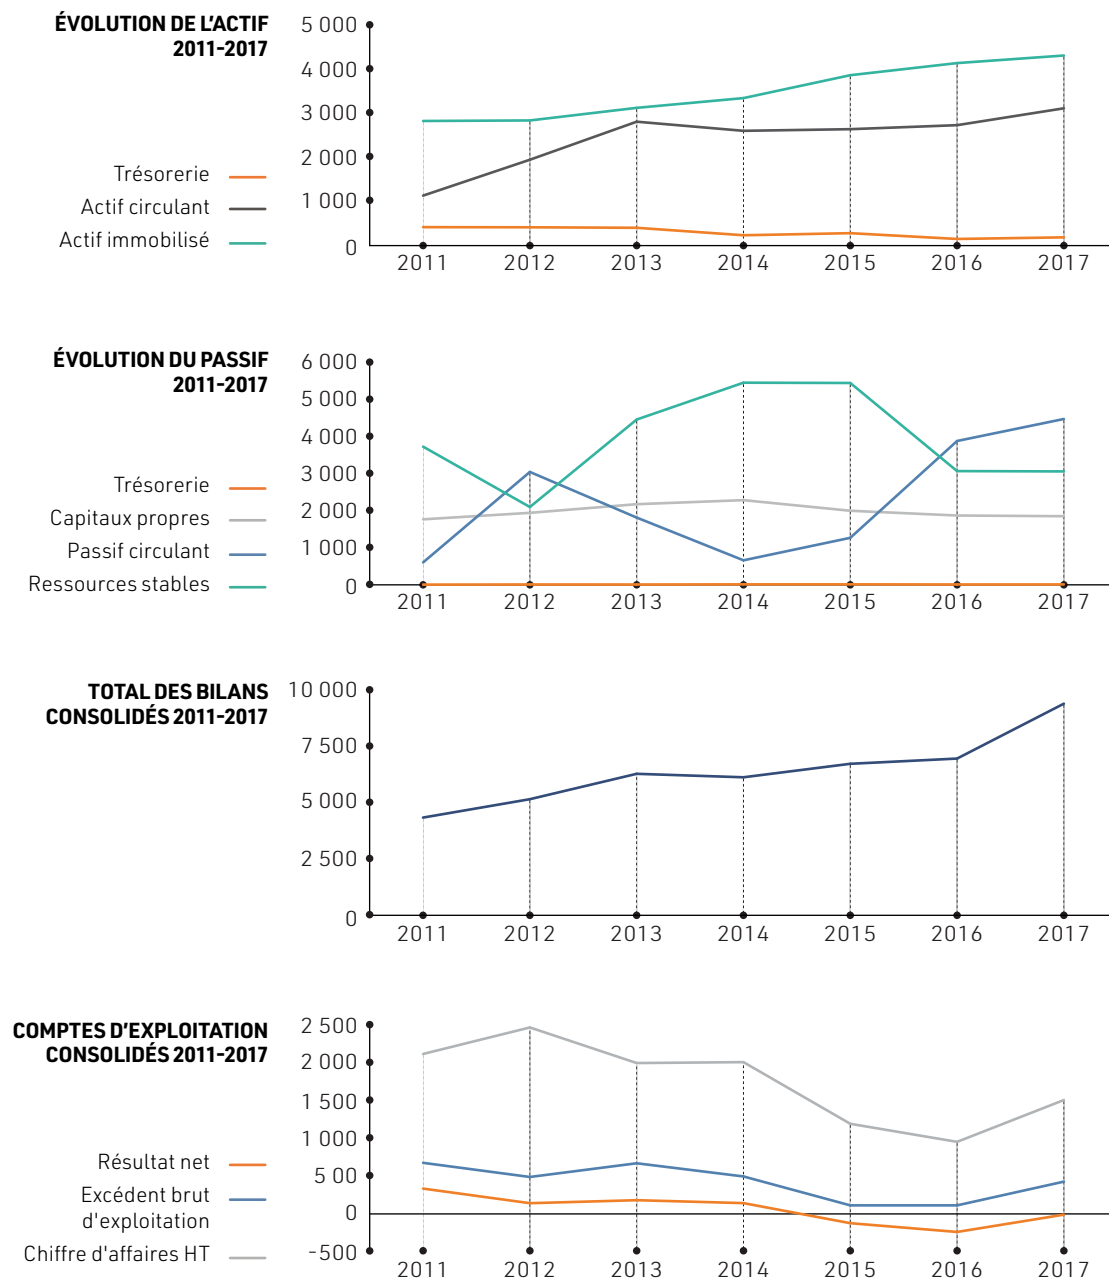 ÉVOLUTION DE L'ACTIF
2011-2017
5 000
4 000
3 000
2 000
1 000
0
Trésorerie
Actif circulant
Actif immobilisé
2011 2012 2013 2014 2015 2016 2017
ÉVOLUTION DU PASSIF
2011-2017
6 000
5 000
4 000
3 000
2 000
1 000
0
Trésorerie
Capitaux propres
Passif circulant
Ressources stables
2011 2012 2013 2014 2015 2016 2017
TOTAL DES BILANS
CONSOLIDÉS 2011-2017
10 000
7 500
5 000
2 500
0
2011 2012 2013 2014 2015 2016 2017
COMPTES D'EXPLOITATION
CONSOLIDÉS 2011-2017
2 500
2 000
1 500
1 000
5 00
0
-500
Résultat net
Excédent brut
d'exploitation
Chiffre d'affaires HT
2011 2012 2013 2014 2015 2016 2017